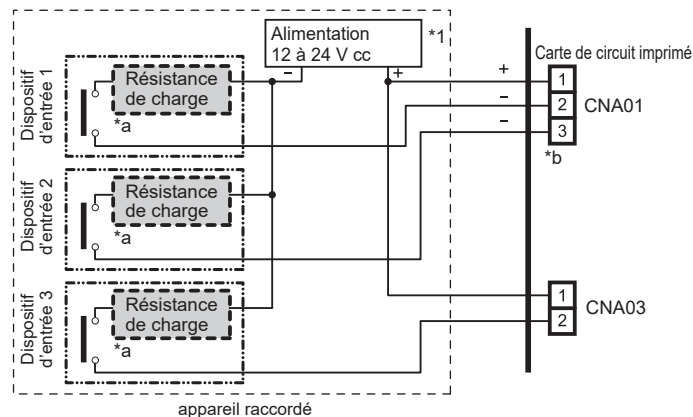 Alimentation
12 à 24 V cc
*1
–
+
+
–
–
Carte de circuit imprimé
1
2
3
CNA01
*b
Dispositif
d'entrée 1
Résistance
de charge
*a
Dispositif
d'entrée 2
Résistance
de charge
*a
Dispositif
d'entrée 3
Résistance
de charge
*a
1
2
CNA03
appareil raccordé